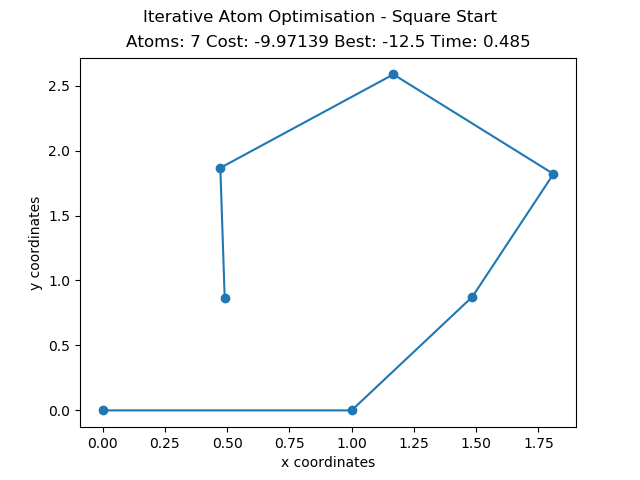 Iterative Atom Optimisation - Square Start
Atoms: 7 Cost: -9.97139 Best: -12.5 Time: 0.485
2.5
2.0
1.5
1.0
0.5
0.0
y coordinates
0.00 0.25 0.50 0.75 1.00 1.25 1.50 1.75
x coordinates